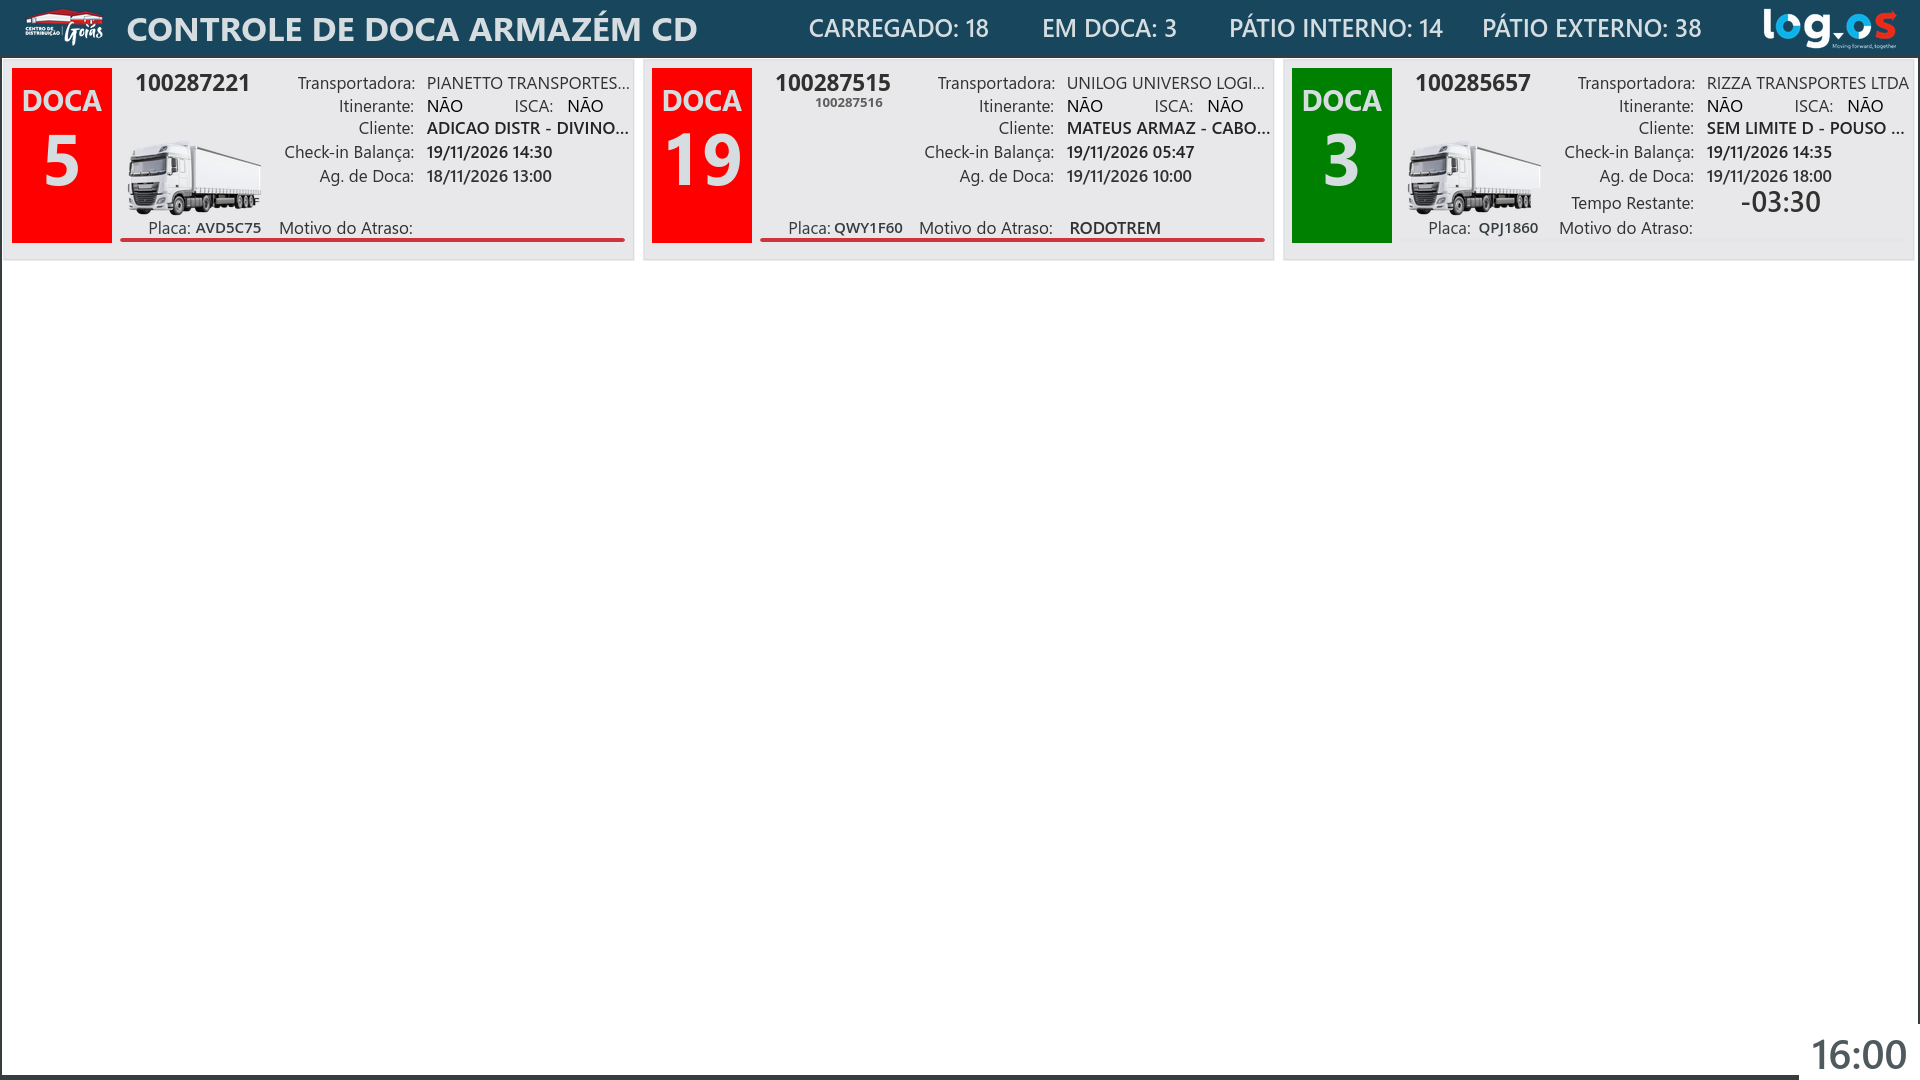 CENTRO DE DISTRIBUIÇÃO Goiás
CONTROLE DE DOCA ARMAZÉM CD
CARREGADO: 18
EM DOCA: 3
PÁTIO INTERNO: 14
PÁTIO EXTERNO: 38
log.os
Moving forward, together
DOCA
5
100287221
Transportadora: PIANETTO TRANSPORTES...
Itinerante: NÃO ISCA: NÃO
Cliente: ADICAO DISTR - DIVINO...
Check-in Balança: 19/11/2026 14:30
Ag. de Doca: 18/11/2026 13:00
Placa: AVD5C75 Motivo do Atraso:
DOCA
19
100287515
100287516
Transportadora: UNILOG UNIVERSO LOGI...
Itinerante: NÃO ISCA: NÃO
Cliente: MATEUS ARMAZ - CABO...
Check-in Balança: 19/11/2026 05:47
Ag. de Doca: 19/11/2026 10:00
Placa: QWY1F60 Motivo do Atraso: RODOTREM
DOCA
3
100285657
Transportadora: RIZZA TRANSPORTES LTDA
Itinerante: NÃO ISCA: NÃO
Cliente: SEM LIMITE D - POUSO ...
Check-in Balança: 19/11/2026 14:35
Ag. de Doca: 19/11/2026 18:00
Tempo Restante: -03:30
Placa: QPJ1860 Motivo do Atraso:
16:00